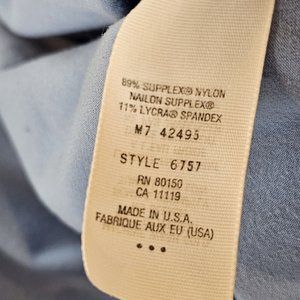 89% SUPPLEX® NYLON
NAILON SUPPLEX®
11% LYCRA® SPANDEX
M7 42495
STYLE 6757
RN 80150
CA 11119
MADE IN U.S.A.
FABRIQUE AUX EU (USA)